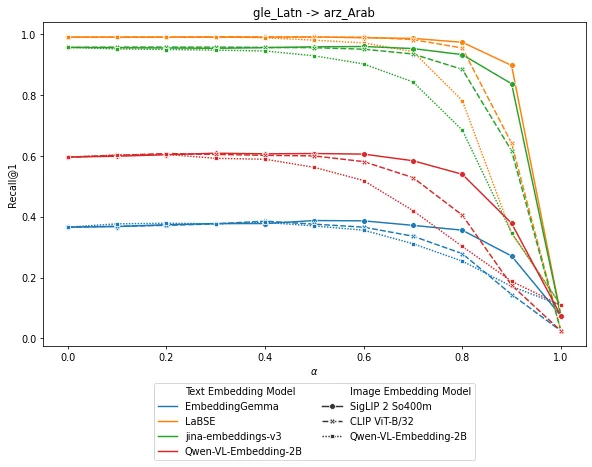 gle_Latn -> arz_Arab
Recall@1
1.0
0.8
0.6
0.4
0.2
0.0
0.0 0.2 0.4 0.6 0.8 1.0
α
Text Embedding Model
EmbeddingGemma
LaBSE
jina-embeddings-v3
Qwen-VL-Embedding-2B
Image Embedding Model
SigLIP 2 So400m
CLIP ViT-B/32
Qwen-VL-Embedding-2B